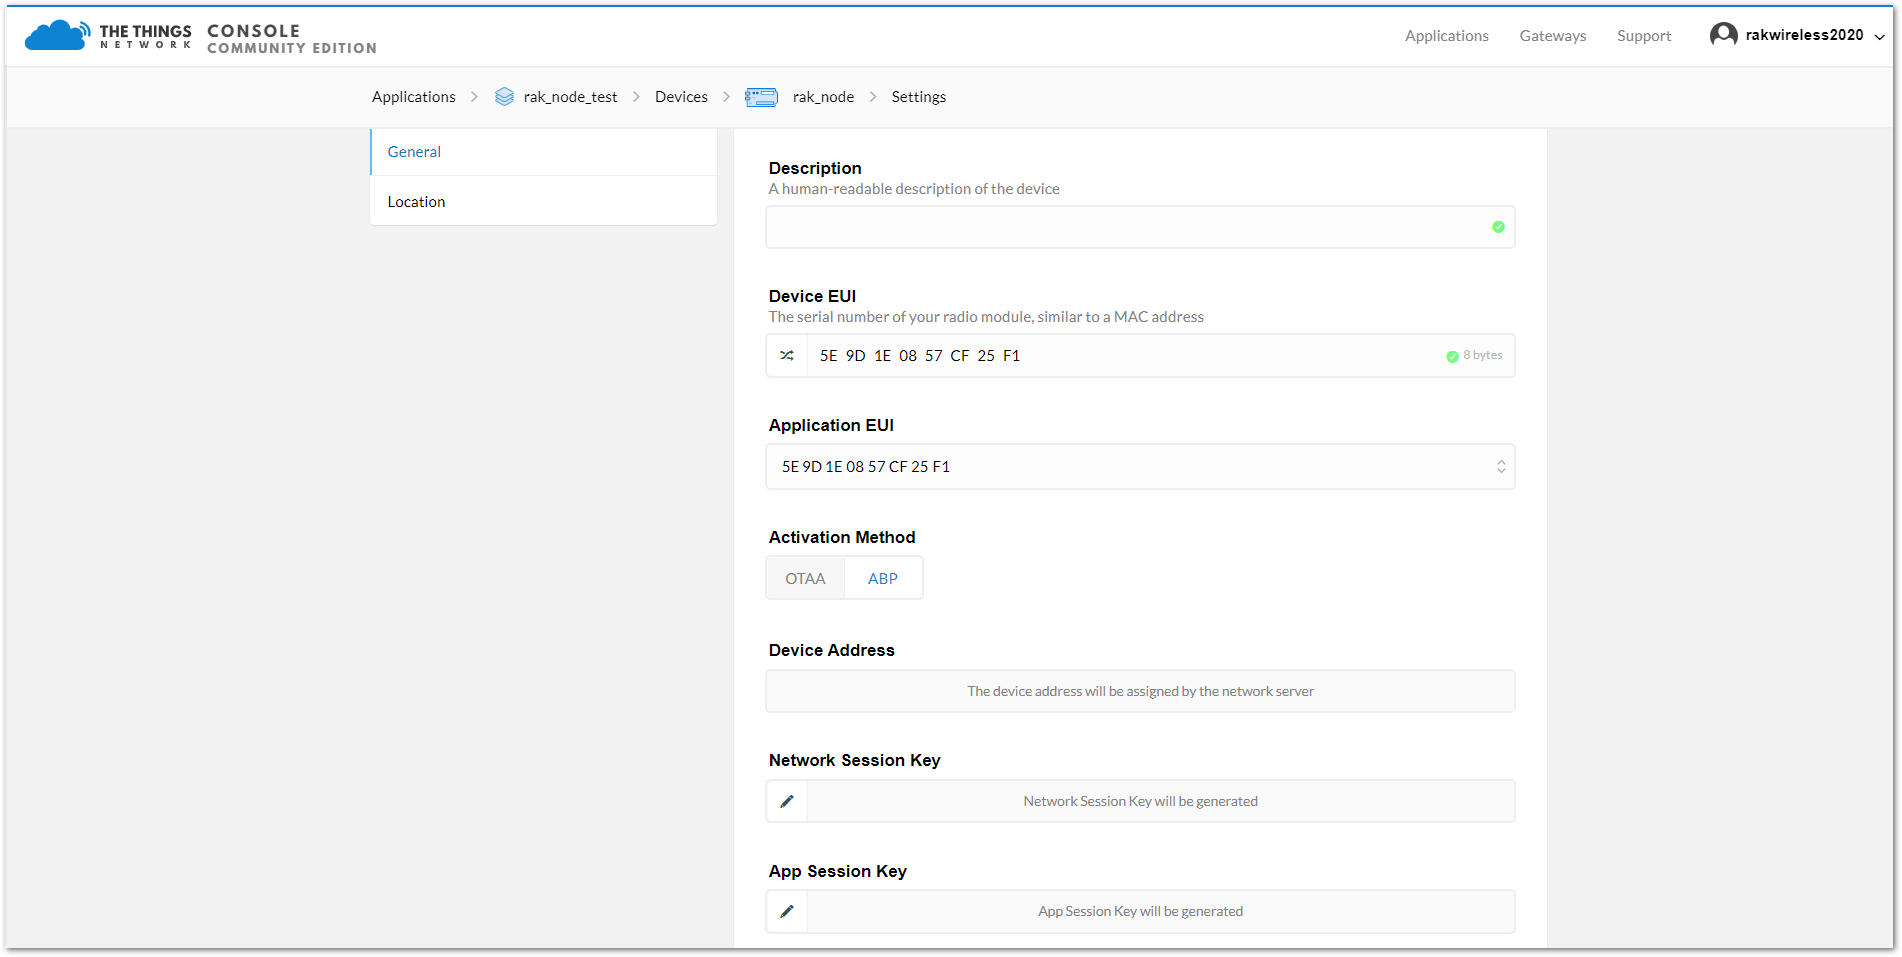 THE THINGS NETWORK CONSOLE COMMUNITY EDITION
Applications Gateways Support rakwireless2020
Applications > rak_node_test > Devices > rak_node > Settings
General
Location
Description
A human-readable description of the device
Device EUI
The serial number of your radio module, similar to a MAC address
5E 9D 1E 08 57 CF 25 F1 8 bytes
Application EUI
5E 9D 1E 08 57 CF 25 F1
Activation Method
OTAA ABP
Device Address
The device address will be assigned by the network server
Network Session Key
Network Session Key will be generated
App Session Key
App Session Key will be generated